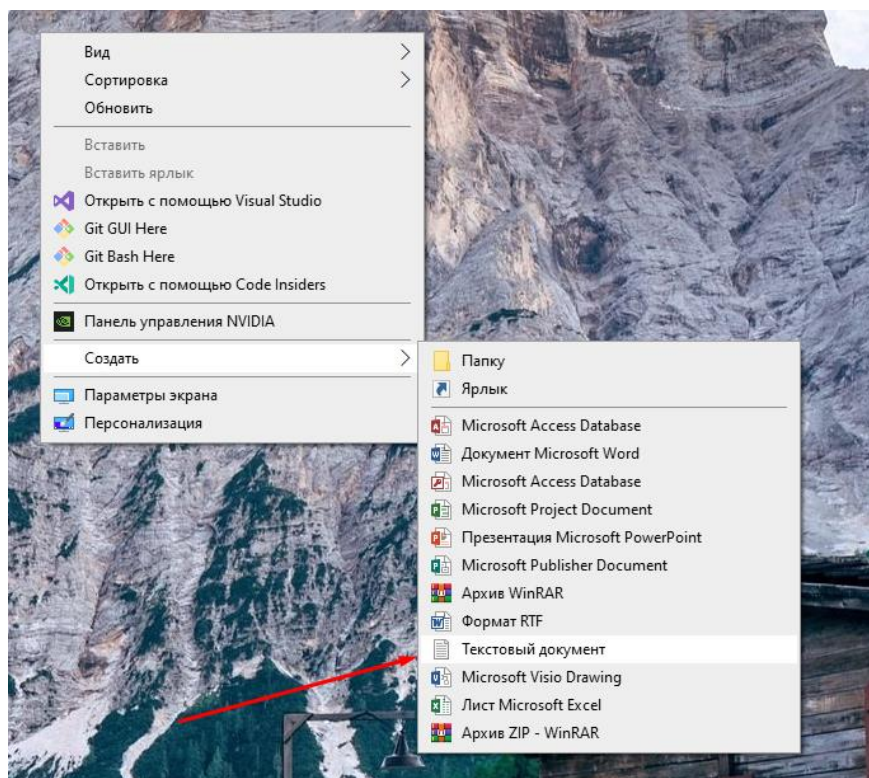 Вид
Сортировка
Обновить
Вставить
Вставить ярлык
Открыть с помощью Visual Studio
Git GUI Here
Git Bash Here
Открыть с помощью Code Insiders
Панель управления NVIDIA
Создать
Параметры экрана
Персонализация
Папку
Ярлык
Microsoft Access Database
Документ Microsoft Word
Microsoft Access Database
Microsoft Project Document
Презентация Microsoft PowerPoint
Microsoft Publisher Document
Архив WinRAR
Формат RTF
Текстовый документ
Microsoft Visio Drawing
Лист Microsoft Excel
Архив ZIP - WinRAR